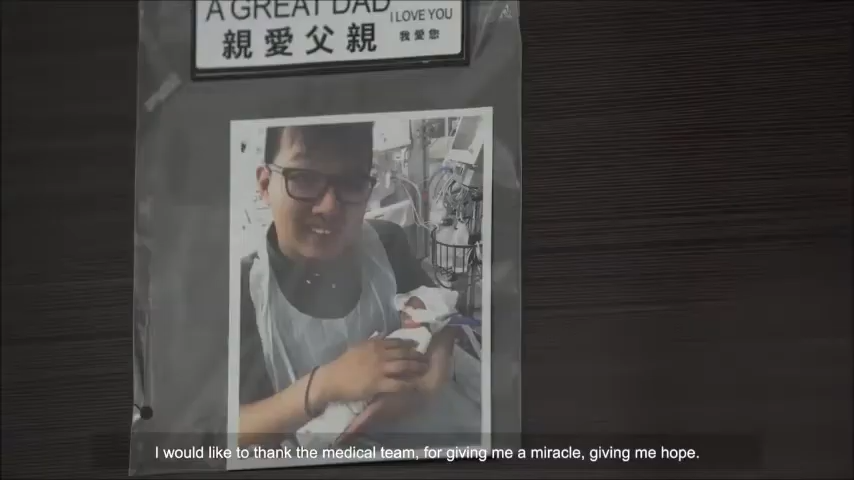 A GREAT DAD
I LOVE YOU
親愛父親
我愛您
I would like to thank the medical team, for giving me a miracle, giving me hope.